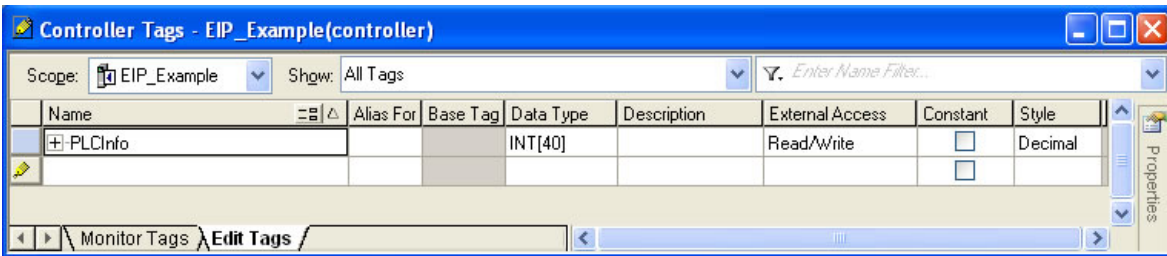 Controller Tags - EIP_Example(controller)
Scope: EIP_Example Show: All Tags Enter Name Filter...
Name Alias For Base Tag Data Type Description External Access Constant Style
PLCInfo INT[40] Read/Write Decimal
Properties
Monitor Tags Edit Tags